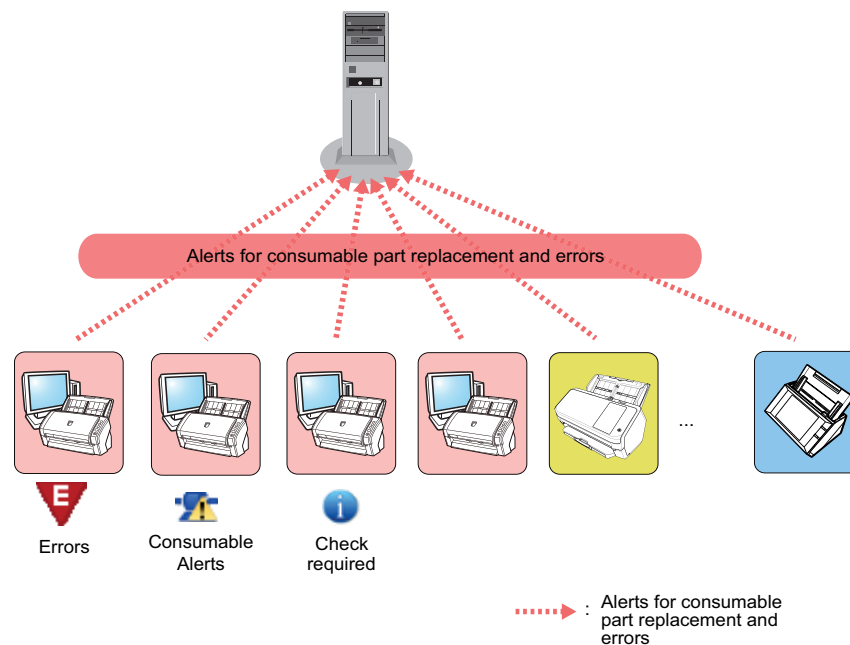 Alerts for consumable part replacement and errors
...
E
Errors
Consumable
Alerts
i
Check
required
: Alerts for consumable
part replacement and
errors